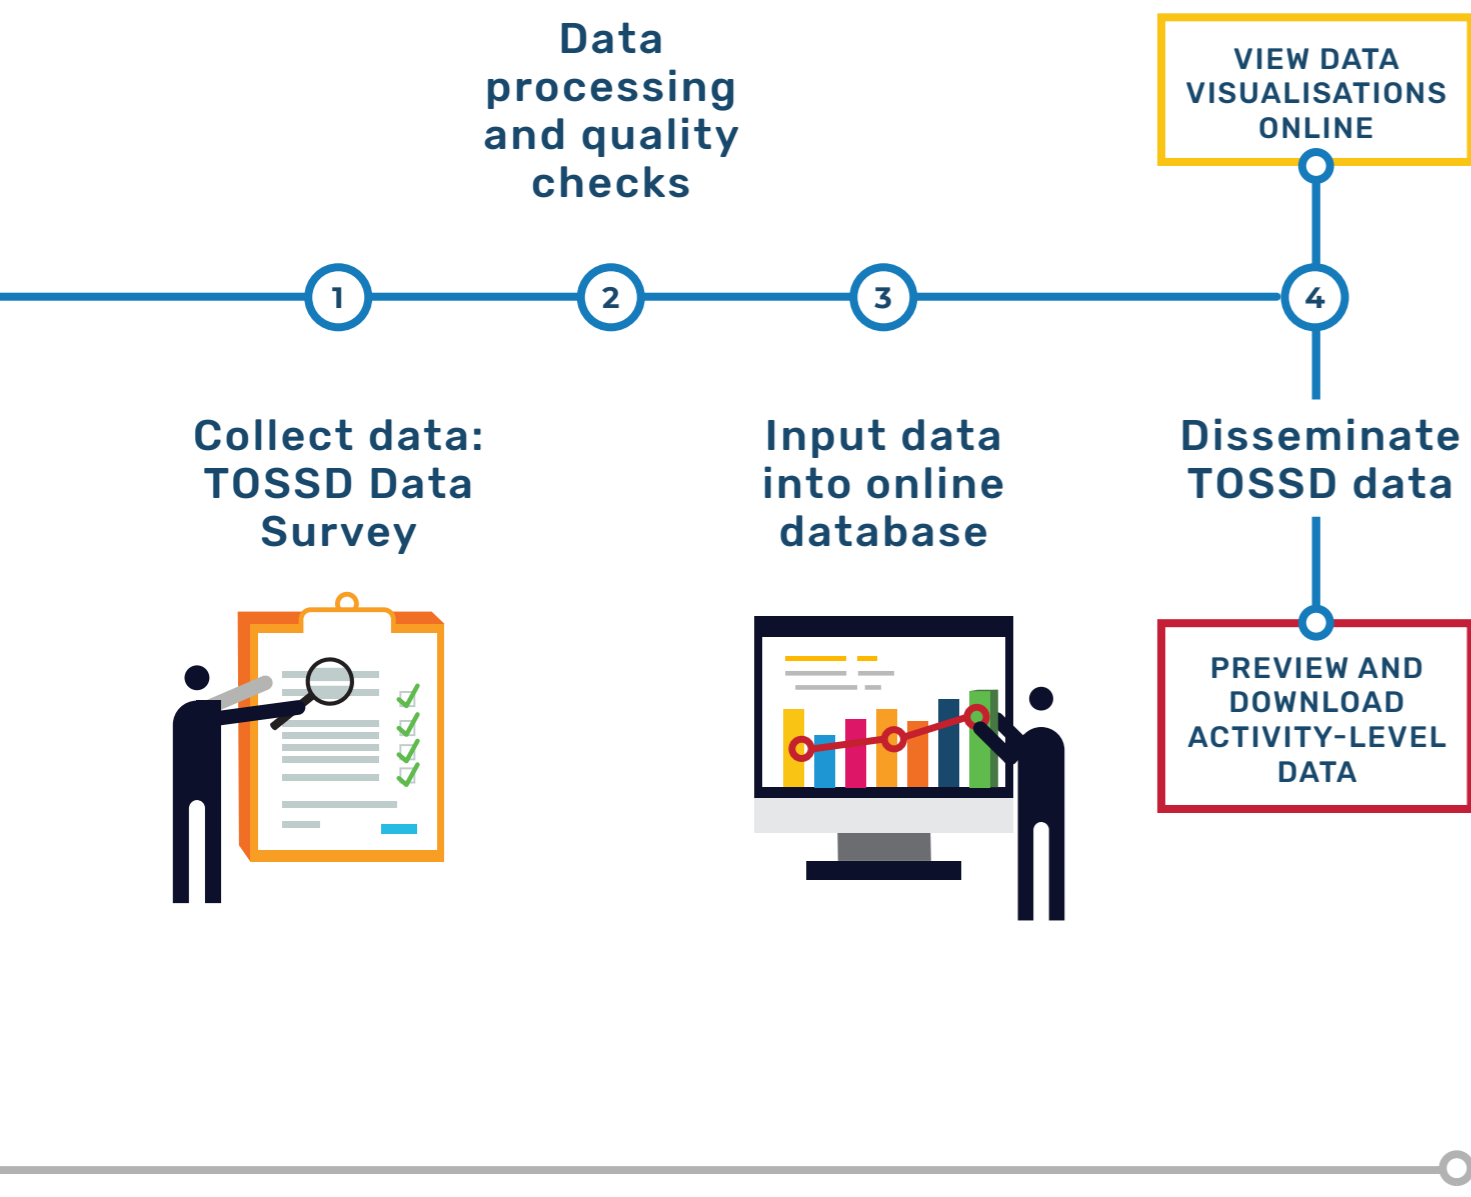 Data
processing
and quality
checks
VIEW DATA
VISUALISATIONS
ONLINE
1
2
3
4
Collect data:
TOSSD Data
Survey
Input data
into online
database
Disseminate
TOSSD data
PREVIEW AND
DOWNLOAD
ACTIVITY-LEVEL
DATA